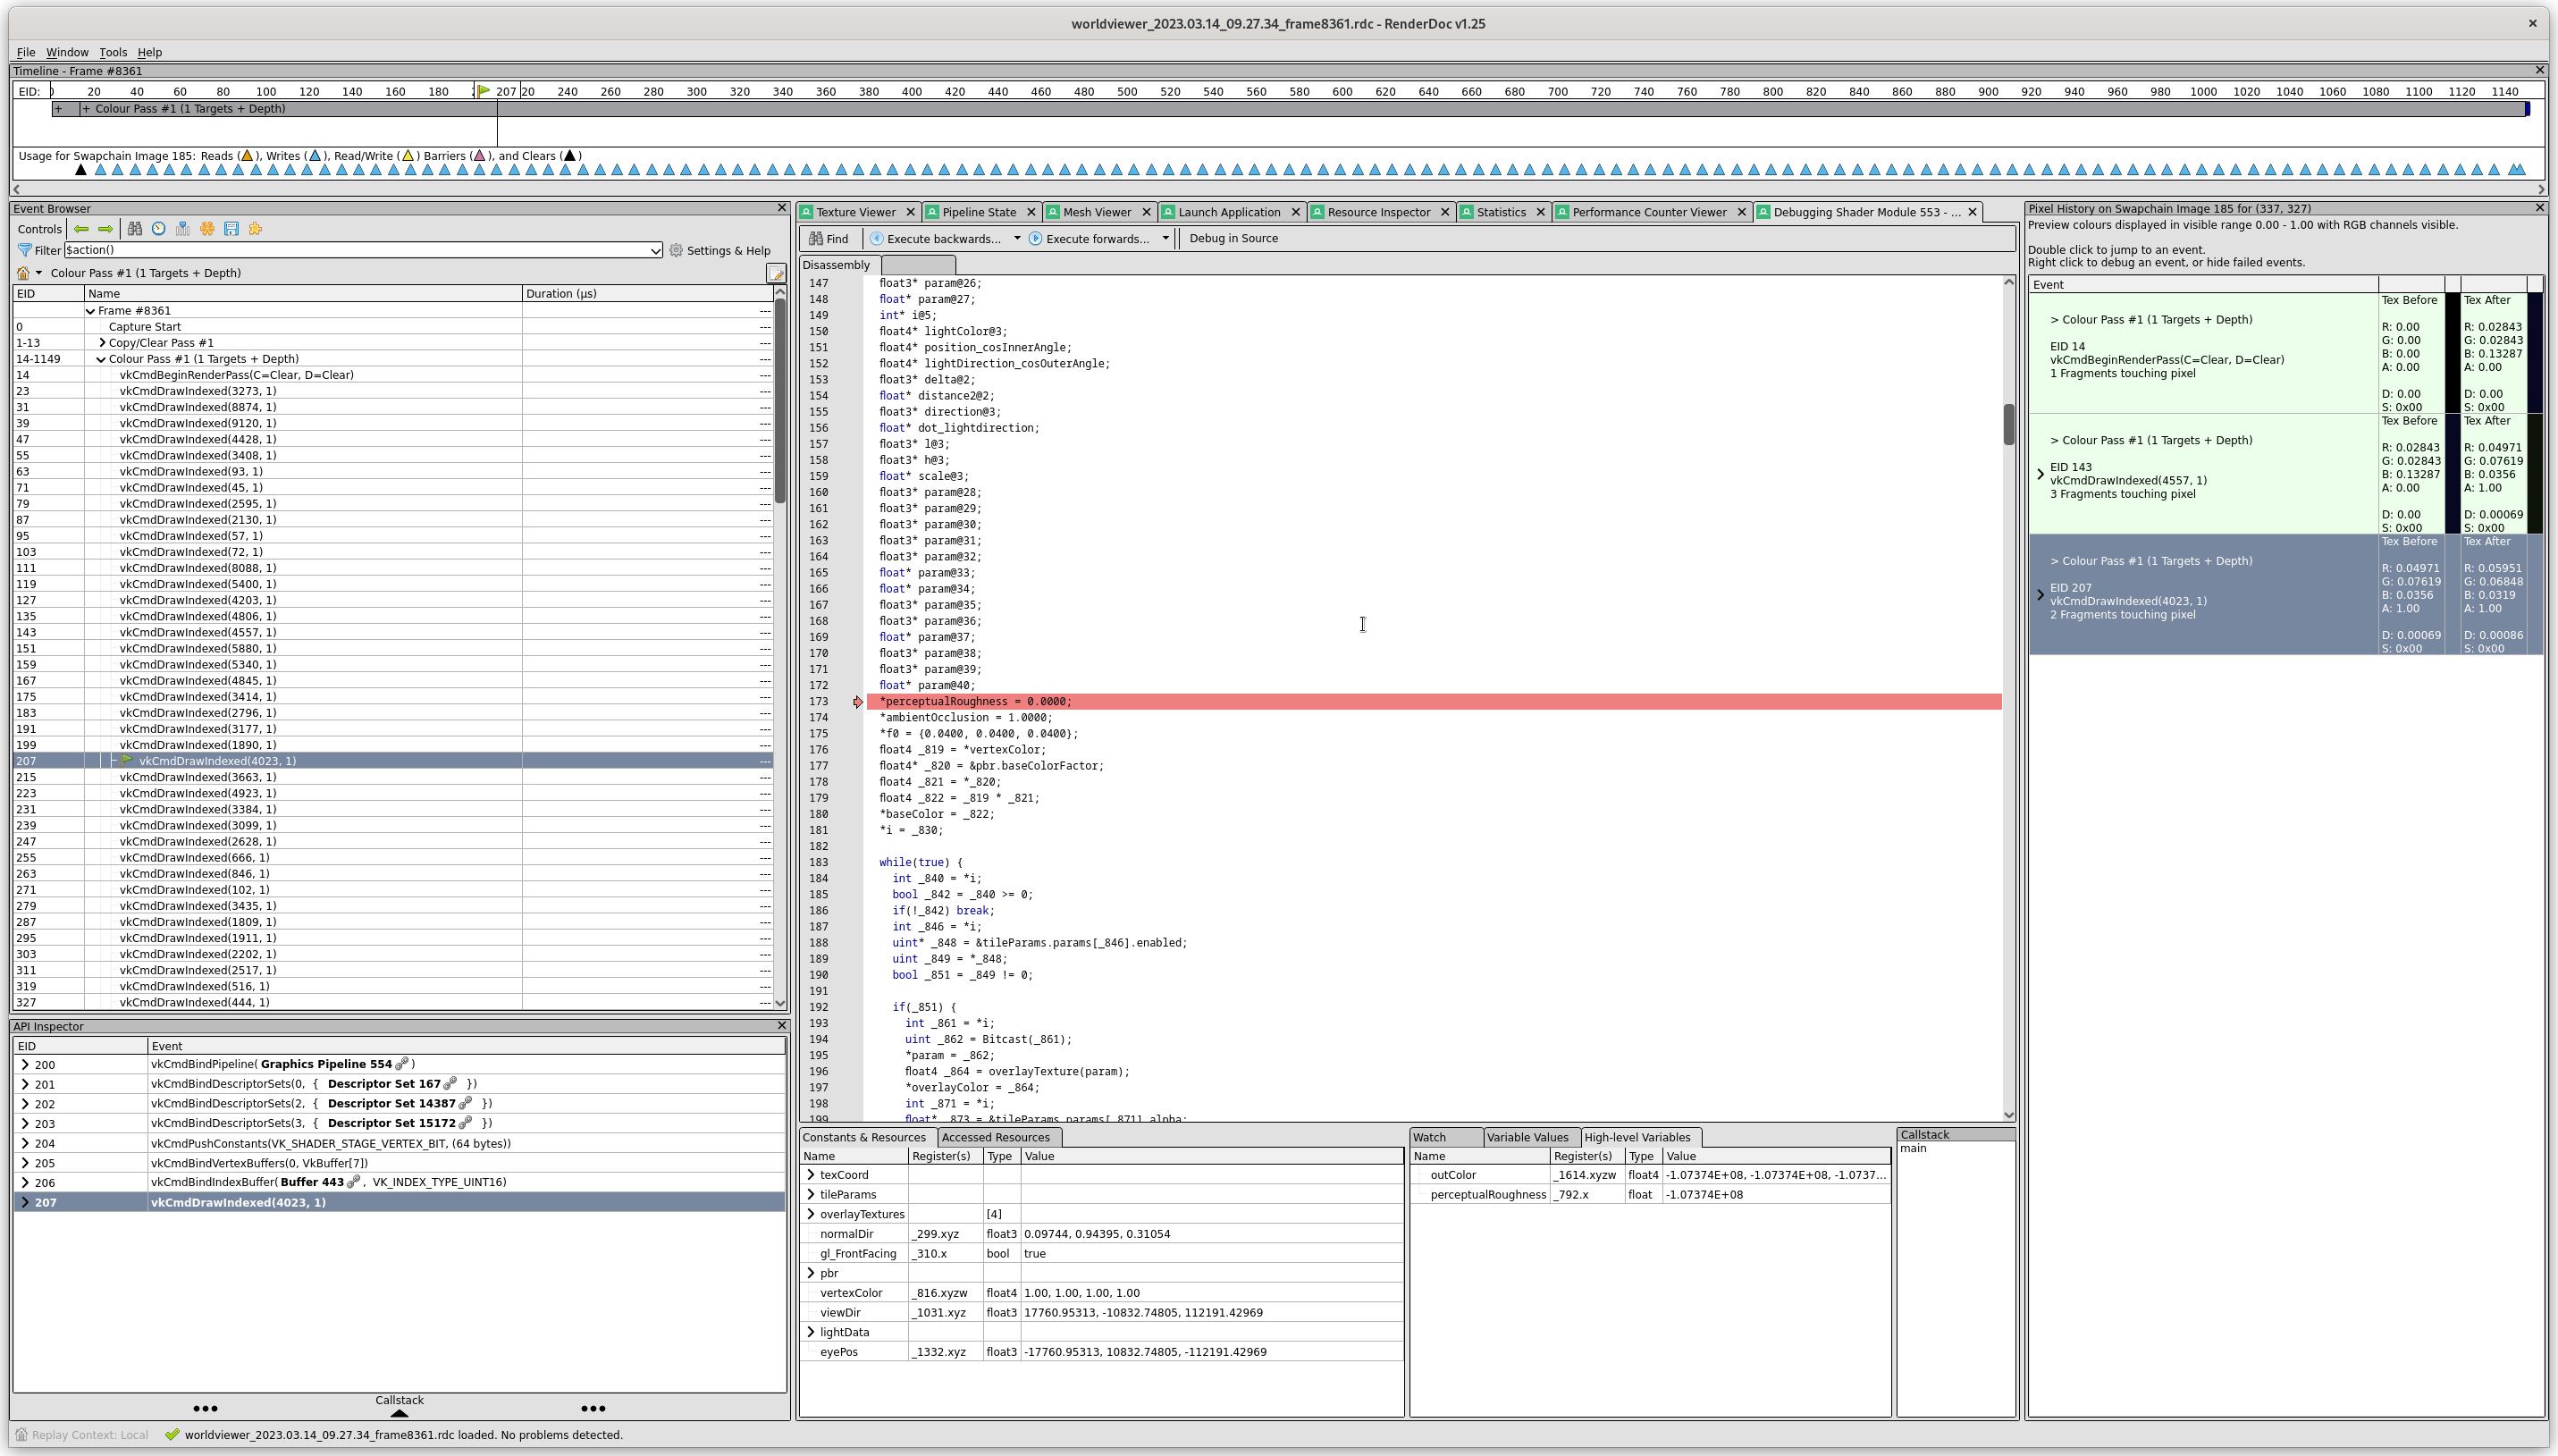 worldviewer_2023.03.14_09.27.34_frame8361.rdc - RenderDoc v1.25
File Window Tools Help
Timeline - Frame #8361
EID: 20 40 60 80 100 120 140 160 180 207 20 240 260 280 300 320 340 360 380 400 420 440 460 480 500 520 540 560 580 600 620 640 660 680 700 720 740 760 780 800 820 840 860 880 900 920 940 960 980 1000 1020 1040 1060 1080 1100 1120 1140
+ + Colour Pass #1 (1 Targets + Depth)
Usage for Swapchain Image 185: Reads ( ), Writes ( ), Read/Write ( ) Barriers ( ), and Clears ( )
Event Browser
Controls
Filter $action() Settings & Help
Colour Pass #1 (1 Targets + Depth)
EID Name Duration (µs)
Frame #8361 ---
0 Capture Start ---
1-13 Copy/Clear Pass #1 ---
14-1149 Colour Pass #1 (1 Targets + Depth) ---
14 vkCmdBeginRenderPass(C=Clear, D=Clear) ---
23 vkCmdDrawIndexed(3273, 1) ---
31 vkCmdDrawIndexed(8874, 1) ---
39 vkCmdDrawIndexed(9120, 1) ---
47 vkCmdDrawIndexed(4428, 1) ---
55 vkCmdDrawIndexed(3408, 1) ---
63 vkCmdDrawIndexed(93, 1) ---
71 vkCmdDrawIndexed(45, 1) ---
79 vkCmdDrawIndexed(2595, 1) ---
87 vkCmdDrawIndexed(2130, 1) ---
95 vkCmdDrawIndexed(57, 1) ---
103 vkCmdDrawIndexed(72, 1) ---
111 vkCmdDrawIndexed(8088, 1) ---
119 vkCmdDrawIndexed(5400, 1) ---
127 vkCmdDrawIndexed(4203, 1) ---
135 vkCmdDrawIndexed(4806, 1) ---
143 vkCmdDrawIndexed(4557, 1) ---
151 vkCmdDrawIndexed(5880, 1) ---
159 vkCmdDrawIndexed(5340, 1) ---
167 vkCmdDrawIndexed(4845, 1) ---
175 vkCmdDrawIndexed(3414, 1) ---
183 vkCmdDrawIndexed(2796, 1) ---
191 vkCmdDrawIndexed(3177, 1) ---
199 vkCmdDrawIndexed(1890, 1) ---
207 vkCmdDrawIndexed(4023, 1) ---
215 vkCmdDrawIndexed(3663, 1) ---
223 vkCmdDrawIndexed(4923, 1) ---
231 vkCmdDrawIndexed(3384, 1) ---
239 vkCmdDrawIndexed(3099, 1) ---
247 vkCmdDrawIndexed(2628, 1) ---
255 vkCmdDrawIndexed(666, 1) ---
263 vkCmdDrawIndexed(846, 1) ---
271 vkCmdDrawIndexed(102, 1) ---
279 vkCmdDrawIndexed(3435, 1) ---
287 vkCmdDrawIndexed(1809, 1) ---
295 vkCmdDrawIndexed(1911, 1) ---
303 vkCmdDrawIndexed(2202, 1) ---
311 vkCmdDrawIndexed(2517, 1) ---
319 vkCmdDrawIndexed(516, 1) ---
327 vkCmdDrawIndexed(444, 1) ---
API Inspector
EID Event
200 vkCmdBindPipeline( Graphics Pipeline 554 )
201 vkCmdBindDescriptorSets(0, { Descriptor Set 167 })
202 vkCmdBindDescriptorSets(2, { Descriptor Set 14387 })
203 vkCmdBindDescriptorSets(3, { Descriptor Set 15172 })
204 vkCmdPushConstants(VK_SHADER_STAGE_VERTEX_BIT, (64 bytes))
205 vkCmdBindVertexBuffers(0, VkBuffer[7])
206 vkCmdBindIndexBuffer( Buffer 443 , VK_INDEX_TYPE_UINT16)
207 vkCmdDrawIndexed(4023, 1)
Callstack
Texture Viewer Pipeline State Mesh Viewer Launch Application Resource Inspector Statistics Performance Counter Viewer Debugging Shader Module 553 - ...
Find Execute backwards... Execute forwards... Debug in Source
Disassembly
147 float3* param@26;
148 float* param@27;
149 int* i@5;
150 float4* lightColor@3;
151 float4* position_cosInnerAngle;
152 float4* lightDirection_cosOuterAngle;
153 float3* delta@2;
154 float* distance2@2;
155 float3* direction@3;
156 float* dot_lightdirection;
157 float3* l@3;
158 float3* h@3;
159 float* scale@3;
160 float3* param@28;
161 float3* param@29;
162 float3* param@30;
163 float3* param@31;
164 float3* param@32;
165 float* param@33;
166 float* param@34;
167 float3* param@35;
168 float3* param@36;
169 float* param@37;
170 float3* param@38;
171 float3* param@39;
172 float* param@40;
173 *perceptualRoughness = 0.0000;
174 *ambientOcclusion = 1.0000;
175 *f0 = {0.0400, 0.0400, 0.0400};
176 float4 _819 = *vertexColor;
177 float4* _820 = &pbr.baseColorFactor;
178 float4 _821 = *_820;
179 float4 _822 = _819 * _821;
180 *baseColor = _822;
181 *i = _830;
182
183 while(true) {
184 int _840 = *i;
185 bool _842 = _840 >= 0;
186 if(!_842) break;
187 int _846 = *i;
188 uint* _848 = &tileParams.params[_846].enabled;
189 uint _849 = *_848;
190 bool _851 = _849 != 0;
191
192 if(_851) {
193 int _861 = *i;
194 uint _862 = Bitcast(_861);
195 *param = _862;
196 float4 _864 = overlayTexture(param);
197 *overlayColor = _864;
198 int _871 = *i;
199 float* _873 = &tileParams.params[_871].alpha;
Constants & Resources Accessed Resources
Name Register(s) Type Value
texCoord
tileParams
overlayTextures [4]
normalDir _299.xyz float3 0.09744, 0.94395, 0.31054
gl_FrontFacing _310.x bool true
pbr
vertexColor _816.xyzw float4 1.00, 1.00, 1.00, 1.00
viewDir _1031.xyz float3 17760.95313, -10832.74805, 112191.42969
lightData
eyePos _1332.xyz float3 -17760.95313, 10832.74805, -112191.42969
Watch Variable Values High-level Variables
Name Register(s) Type Value
outColor _1614.xyzw float4 -1.07374E+08, -1.07374E+08, -1.0737...
perceptualRoughness _792.x float -1.07374E+08
Callstack
main
Pixel History on Swapchain Image 185 for (337, 327)
Preview colours displayed in visible range 0.00 - 1.00 with RGB channels visible.
Double click to jump to an event.
Right click to debug an event, or hide failed events.
Event
> Colour Pass #1 (1 Targets + Depth)
EID 14
vkCmdBeginRenderPass(C=Clear, D=Clear)
1 Fragments touching pixel
Tex Before
R: 0.00
G: 0.00
B: 0.00
A: 0.00
D: 0.00
S: 0x00
Tex After
R: 0.02843
G: 0.02843
B: 0.13287
A: 0.00
D: 0.00
S: 0x00
> Colour Pass #1 (1 Targets + Depth)
EID 143
vkCmdDrawIndexed(4557, 1)
3 Fragments touching pixel
Tex Before
R: 0.02843
G: 0.02843
B: 0.13287
A: 0.00
D: 0.00
S: 0x00
Tex After
R: 0.04971
G: 0.07619
B: 0.0356
A: 1.00
D: 0.00069
S: 0x00
> Colour Pass #1 (1 Targets + Depth)
EID 207
vkCmdDrawIndexed(4023, 1)
2 Fragments touching pixel
Tex Before
R: 0.04971
G: 0.07619
B: 0.0356
A: 1.00
D: 0.00069
S: 0x00
Tex After
R: 0.05951
G: 0.06848
B: 0.0319
A: 1.00
D: 0.00086
S: 0x00
Replay Context: Local worldviewer_2023.03.14_09.27.34_frame8361.rdc loaded. No problems detected.